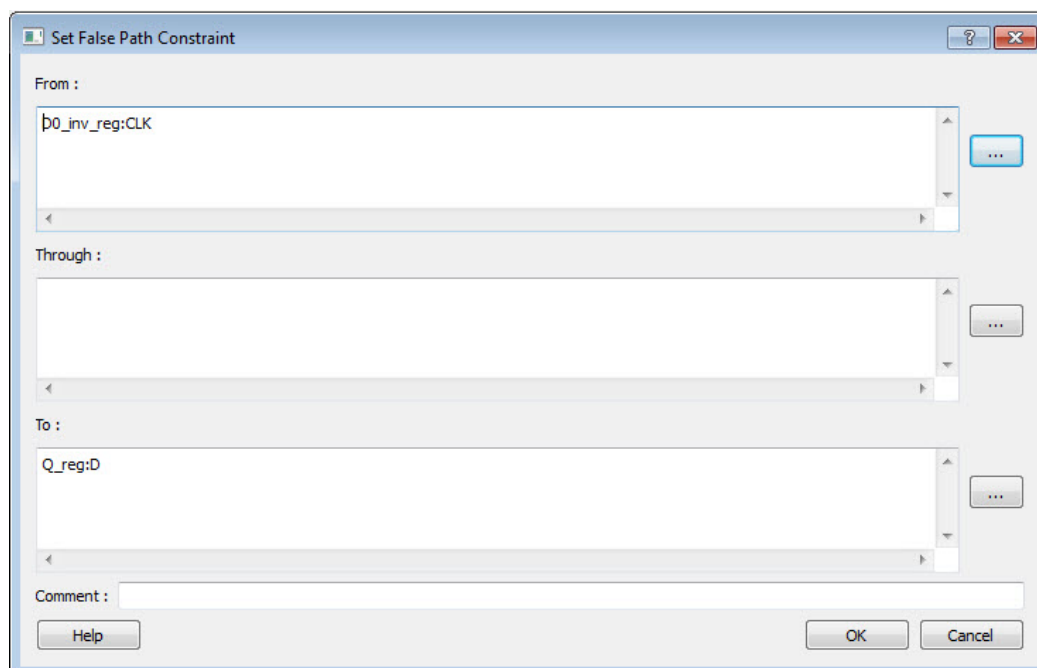 Set False Path Constraint
From :
D0_inv_reg:CLK
...
Through :
...
To :
Q_reg:D
...
Comment :
Help
OK
Cancel